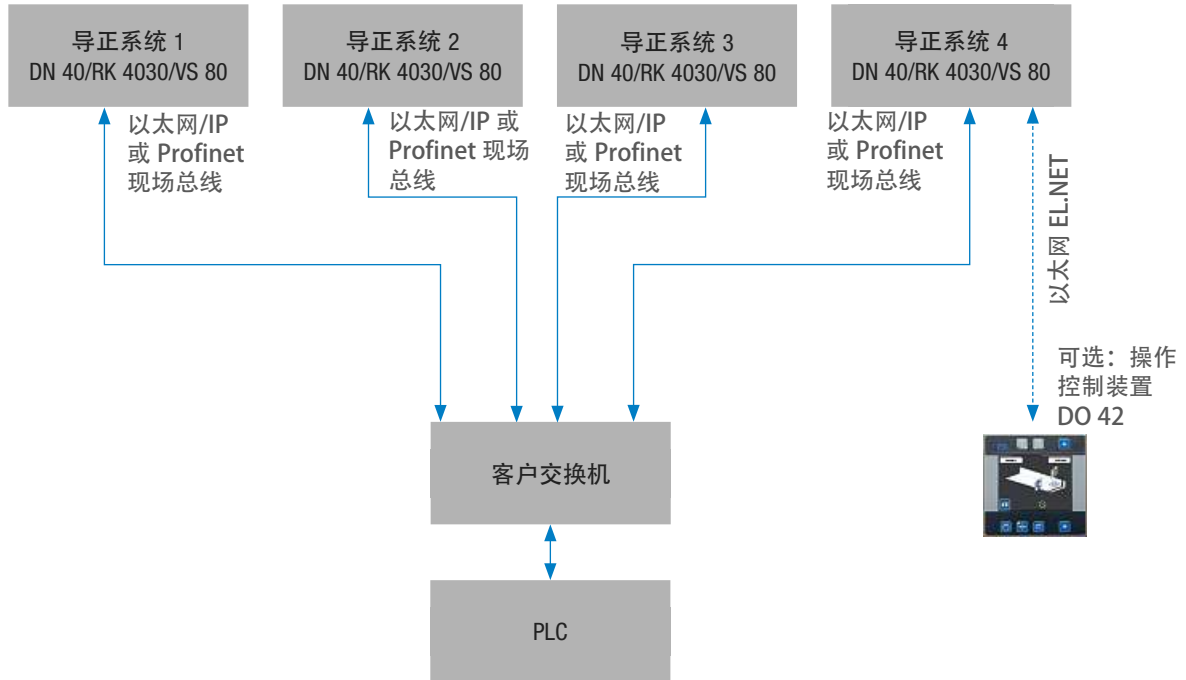 导正系统 1
DN 40/RK 4030/VS 80
导正系统 2
DN 40/RK 4030/VS 80
导正系统 3
DN 40/RK 4030/VS 80
导正系统 4
DN 40/RK 4030/VS 80
以太网/IP
或 Profinet
现场总线
以太网/IP 或
Profinet 现场
总线
以太网/IP
或 Profinet
现场总线
以太网/IP
或 Profinet
现场总线
以太网 EL.NET
可选：操作
控制装置
DO 42
客户交换机
PLC